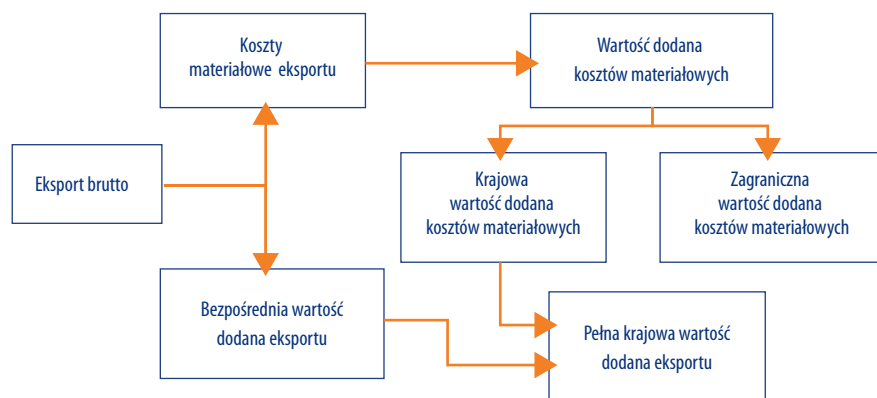 Koszty
materiałowe eksportu
Wartość dodana
kosztów materiałowych
Eksport brutto
Krajowa
wartość dodana
kosztów materiałowych
Zagraniczna
wartość dodana
kosztów materiałowych
Bezpośrednia wartość
dodana eksportu
Pełna krajowa wartość
dodana eksportu